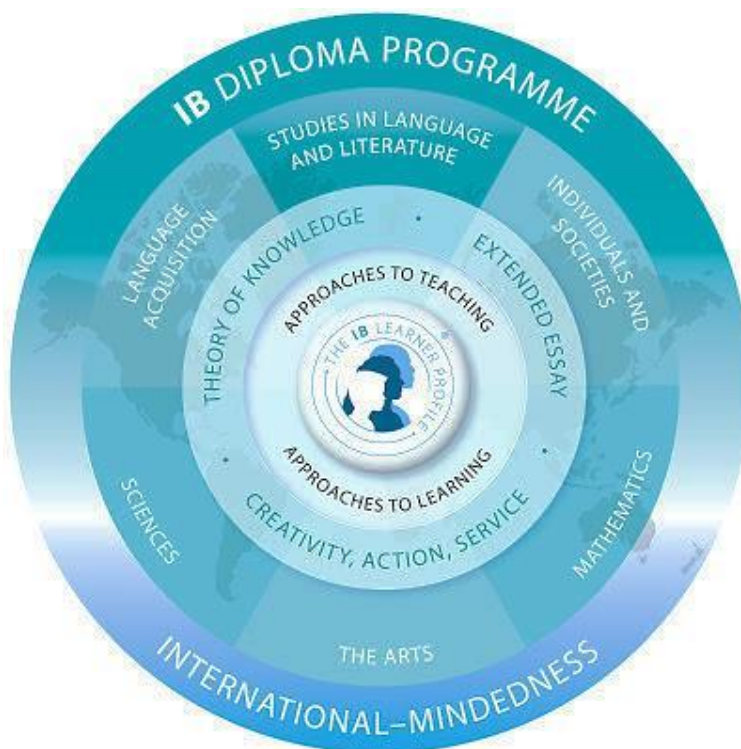 IB DIPLOMA PROGRAMME
STUDIES IN LANGUAGE
AND LITERATURE
LANGUAGE
ACQUISITION
INDIVIDUALS AND
SOCIETIES
THEORY OF KNOWLEDGE
EXTENDED ESSAY
APPROACHES TO TEACHING
THE IB LEARNER PROFILE
APPROACHES TO LEARNING
CREATIVITY, ACTION, SERVICE
SCIENCES
MATHEMATICS
THE ARTS
INTERNATIONAL–MINDEDNESS